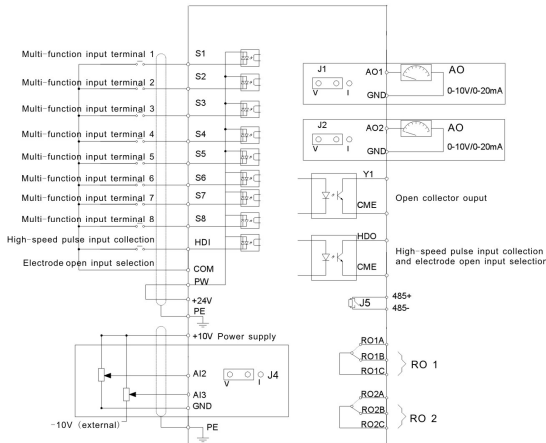 Multi-function input terminal 1
S1
Multi-function input terminal 2
S2
Multi-function input terminal 3
S3
Multi-function input terminal 4
S4
Multi-function input terminal 5
S5
Multi-function input terminal 6
S6
Multi-function input terminal 7
S7
Multi-function input terminal 8
S8
High-speed pulse input collection
HDI
Electrode open input selection
COM
PW
+24V
PE
+10V Power supply
AI2
V
I
J4
AI3
GND
-10V (external)
PE
J1
V
I
AO1
GND
AO
0-10V/0-20mA
J2
V
I
AO2
GND
AO
0-10V/0-20mA
Y1
CME
Open collector ouput
HDO
CME
High-speed pulse input collection
and electrode open input selection
J5
485+
485-
RO1A
RO1B
RO1C
RO 1
RO2A
RO2B
RO2C
RO 2